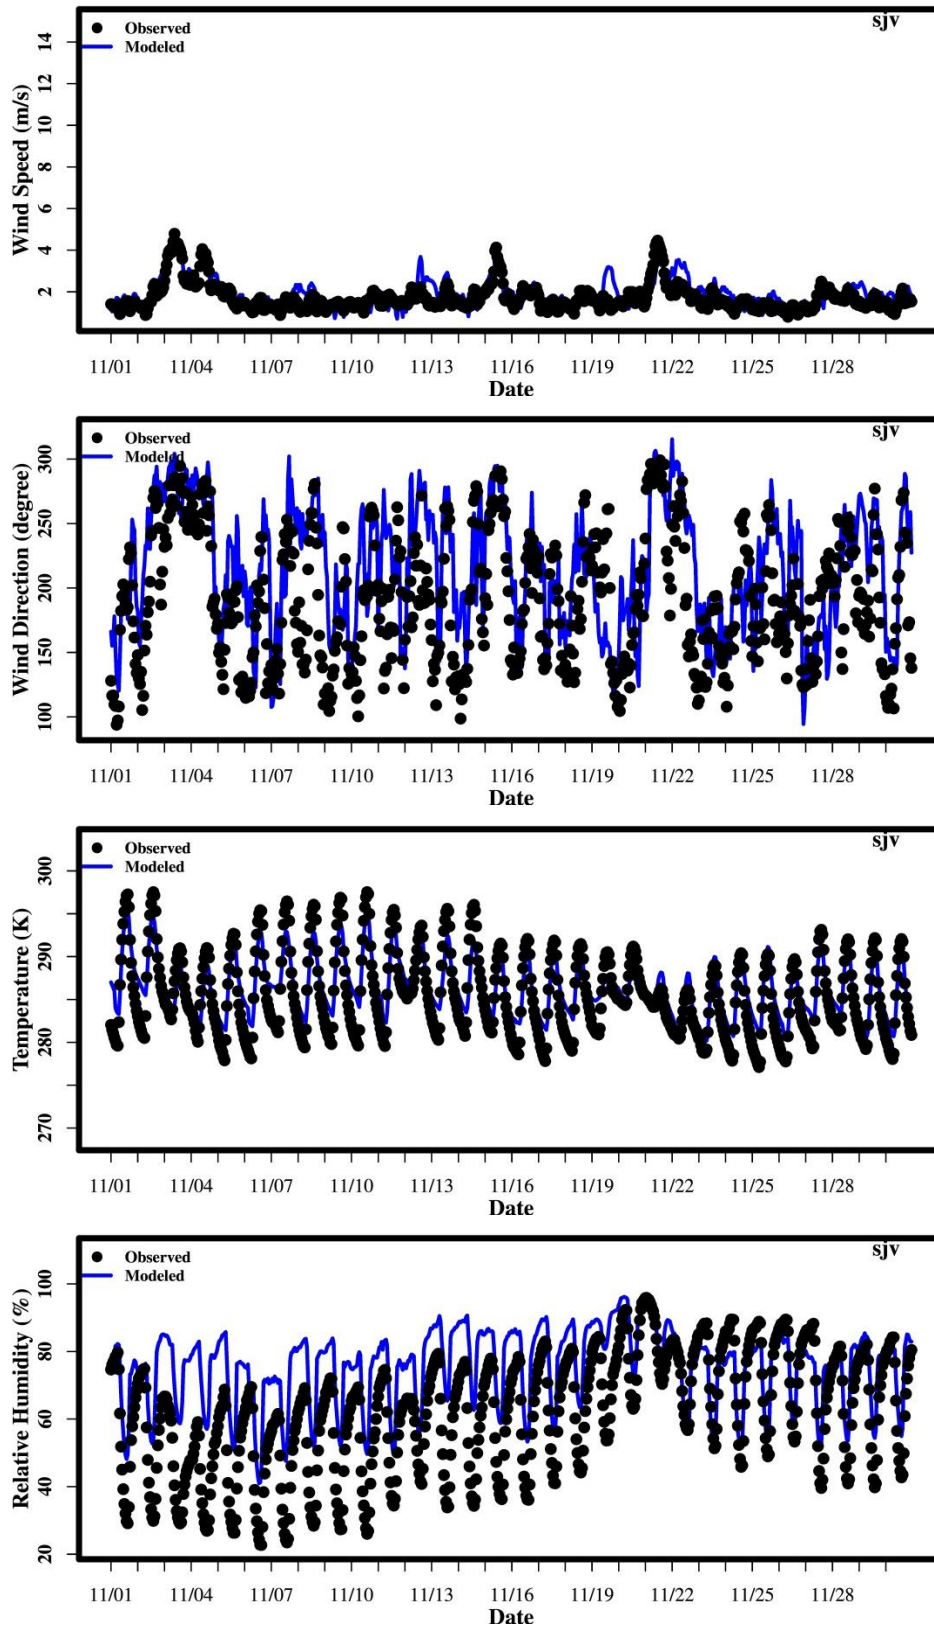 sjv
Observed
Modeled
Wind Speed (m/s)
14
12
10
8
6
4
2
11/01 11/04 11/07 11/10 11/13 11/16 11/19 11/22 11/25 11/28
Date
sjv
Observed
Modeled
Wind Direction (degree)
300
250
200
150
100
11/01 11/04 11/07 11/10 11/13 11/16 11/19 11/22 11/25 11/28
Date
sjv
Observed
Modeled
Temperature (K)
300
290
280
270
11/01 11/04 11/07 11/10 11/13 11/16 11/19 11/22 11/25 11/28
Date
sjv
Observed
Modeled
Relative Humidity (%)
100
80
60
40
20
11/01 11/04 11/07 11/10 11/13 11/16 11/19 11/22 11/25 11/28
Date